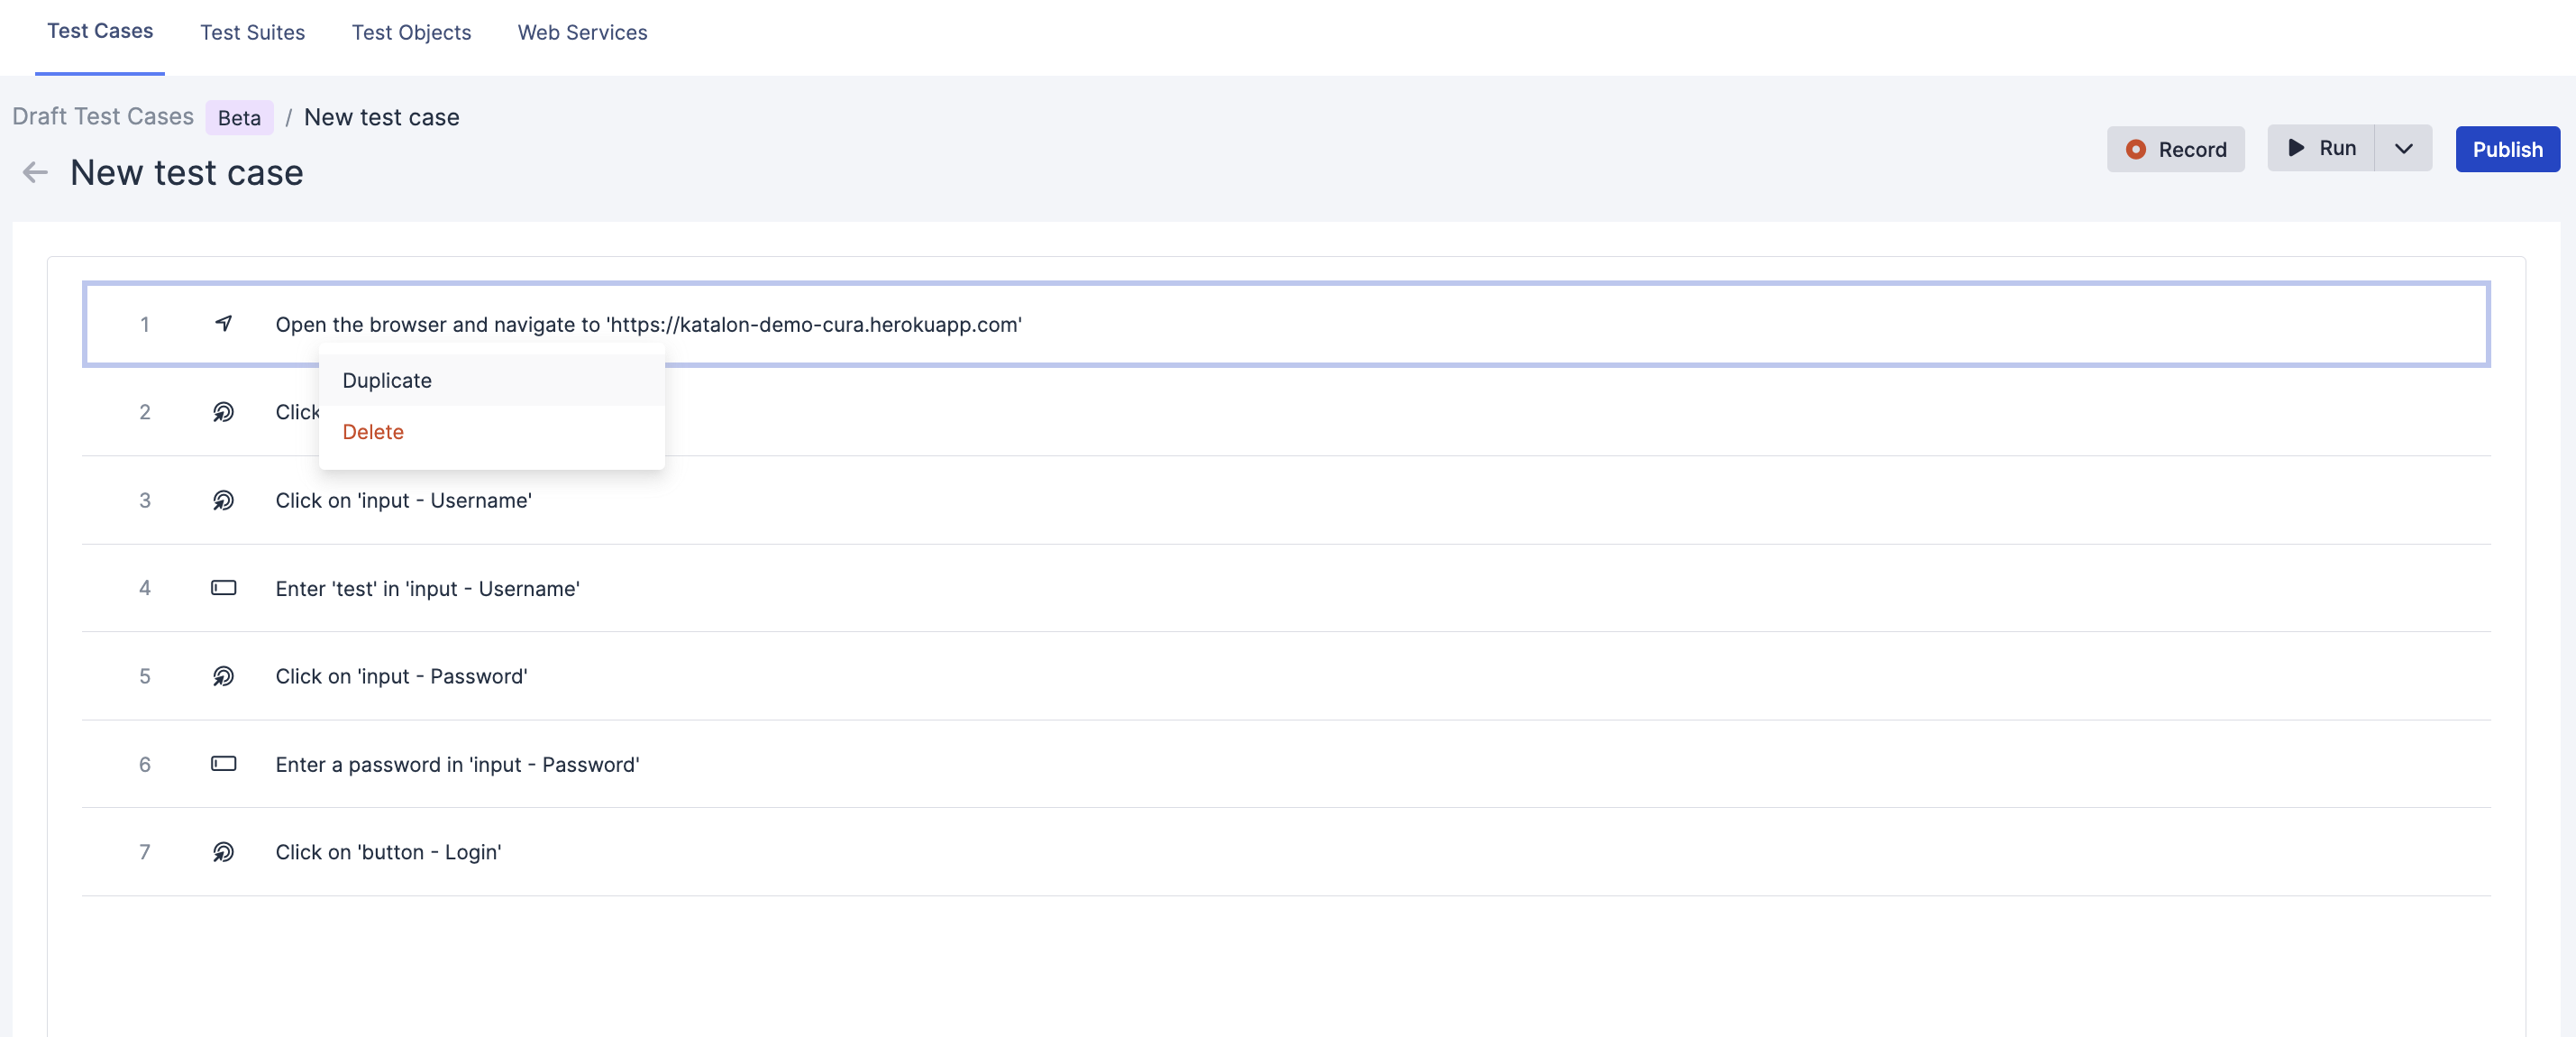 Test Cases Test Suites Test Objects Web Services
Draft Test Cases Beta / New test case
New test case
Record Run Publish
1 Open the browser and navigate to 'https://katalon-demo-cura.herokuapp.com'
Duplicate
2 Click
Delete
3 Click on 'input - Username'
4 Enter 'test' in 'input - Username'
5 Click on 'input - Password'
6 Enter a password in 'input - Password'
7 Click on 'button - Login'